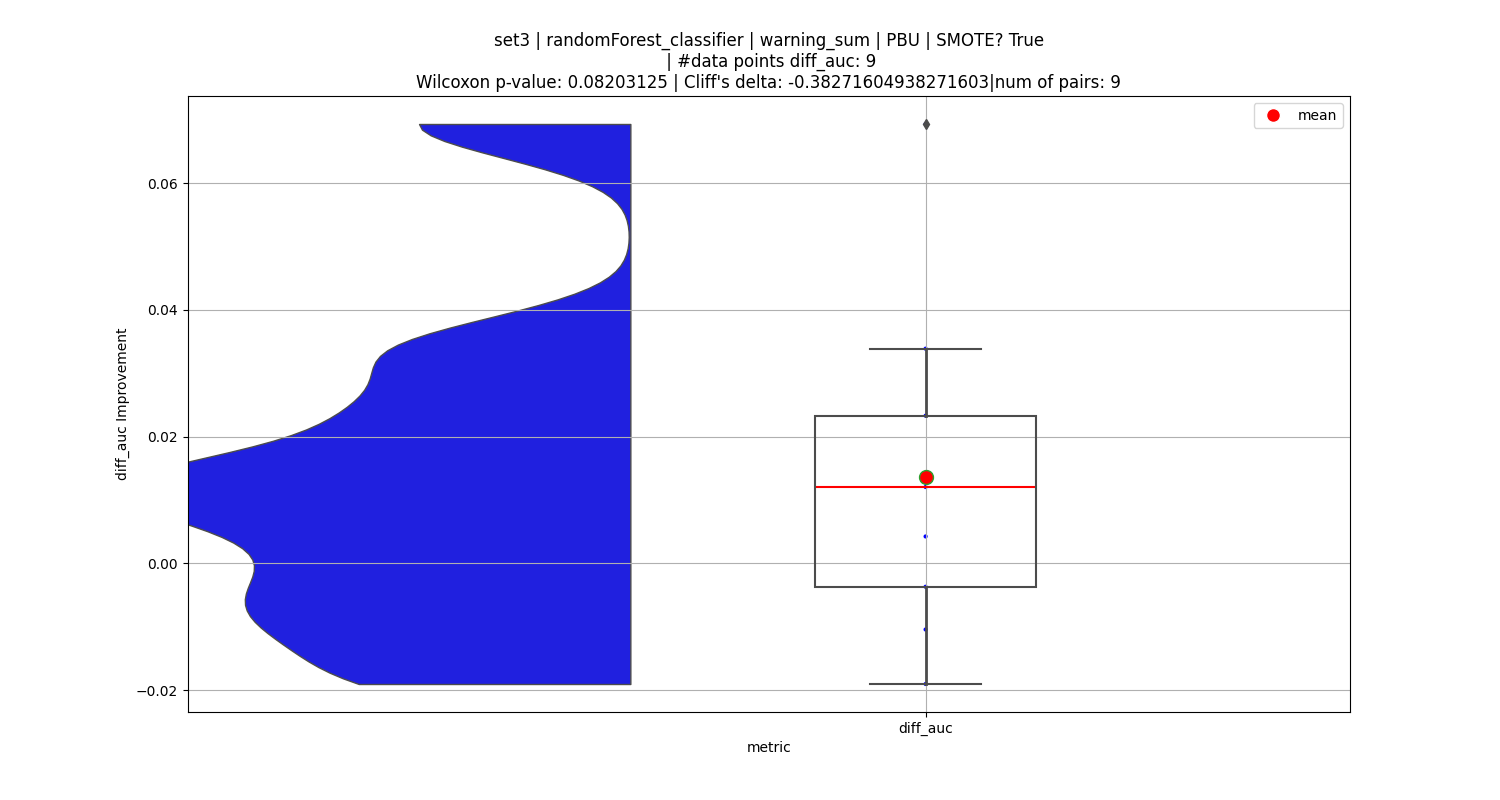 set3 | randomForest_classifier | warning_sum | PBU | SMOTE? True
| #data points diff_auc: 9
Wilcoxon p-value: 0.08203125 | Cliff's delta: -0.38271604938271603|num of pairs: 9
mean
diff_auc Improvement
0.06
0.04
0.02
0.00
−0.02
diff_auc
metric